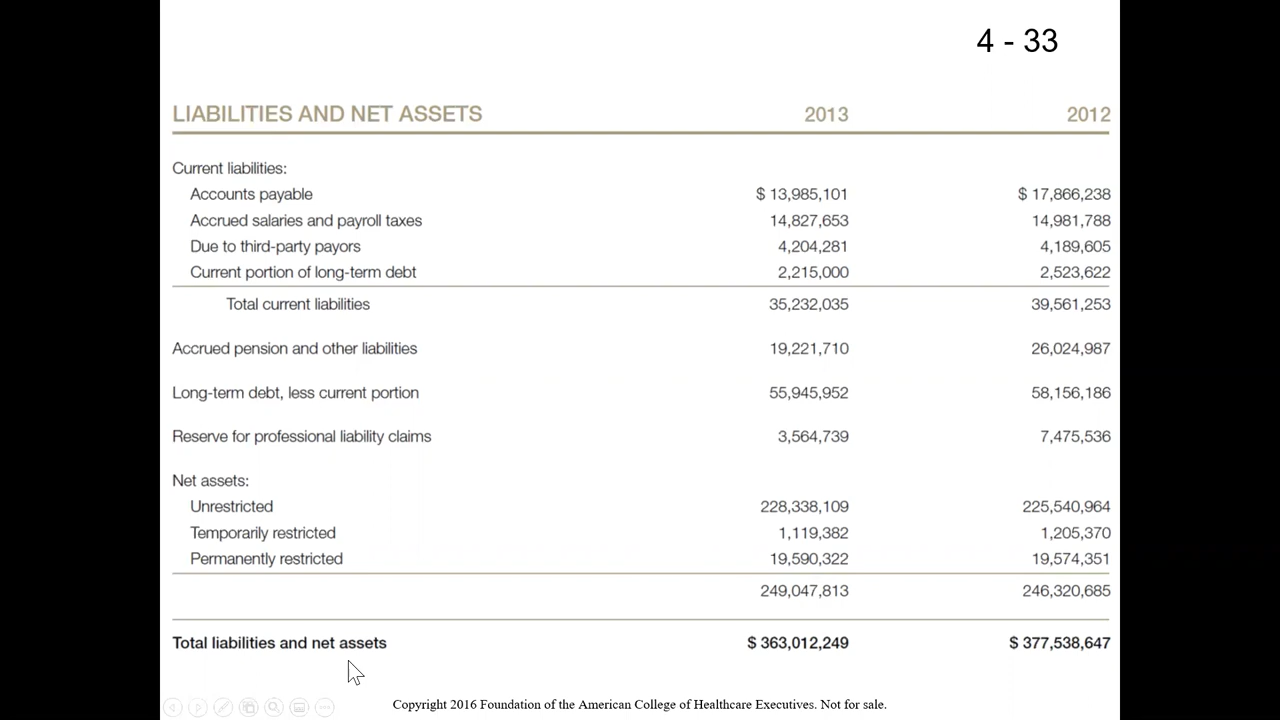 4 - 33
LIABILITIES AND NET ASSETS 2013 2012
Current liabilities:
Accounts payable $ 13,985,101 $ 17,866,238
Accrued salaries and payroll taxes 14,827,653 14,981,788
Due to third-party payors 4,204,281 4,189,605
Current portion of long-term debt 2,215,000 2,523,622
Total current liabilities 35,232,035 39,561,253
Accrued pension and other liabilities 19,221,710 26,024,987
Long-term debt, less current portion 55,945,952 58,156,186
Reserve for professional liability claims 3,564,739 7,475,536
Net assets:
Unrestricted 228,338,109 225,540,964
Temporarily restricted 1,119,382 1,205,370
Permanently restricted 19,590,322 19,574,351
249,047,813 246,320,685
Total liabilities and net assets $ 363,012,249 $ 377,538,647
Copyright 2016 Foundation of the American College of Healthcare Executives. Not for sale.